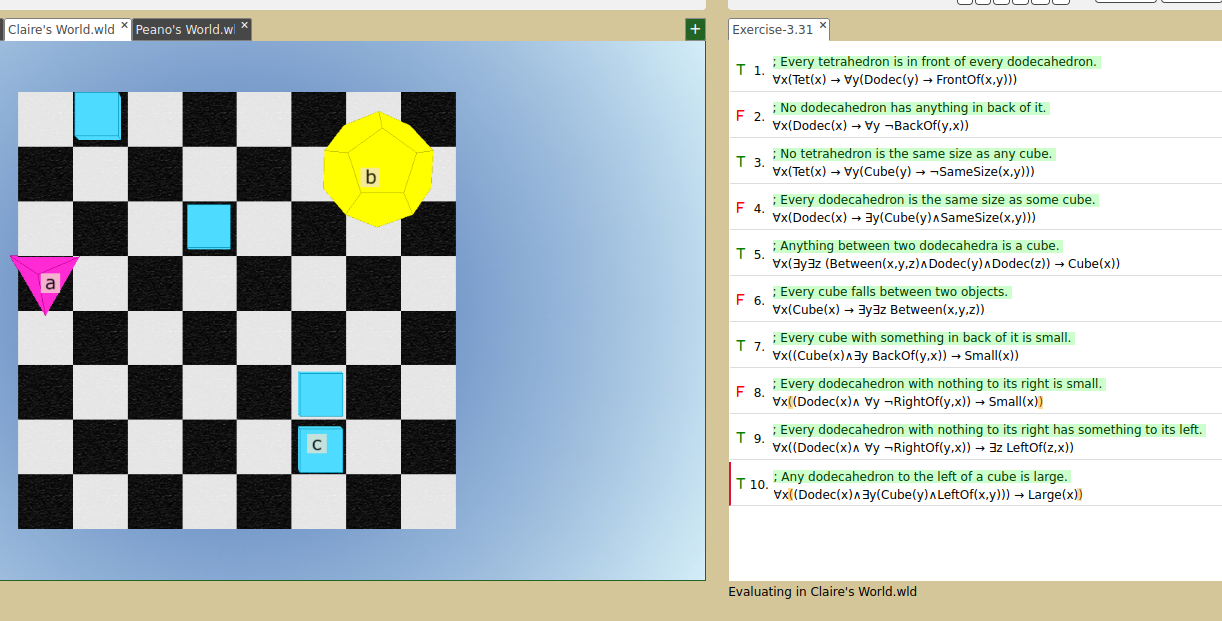 Claire's World.wld ✕ Peano's World.wl ✕ +
a
b
c
Exercise-3.31 ✕
T 1. ; Every tetrahedron is in front of every dodecahedron.
∀x(Tet(x) → ∀y(Dodec(y) → FrontOf(x,y)))
F 2. ; No dodecahedron has anything in back of it.
∀x(Dodec(x) → ∀y ¬BackOf(y,x))
T 3. ; No tetrahedron is the same size as any cube.
∀x(Tet(x) → ∀y(Cube(y) → ¬SameSize(x,y)))
F 4. ; Every dodecahedron is the same size as some cube.
∀x(Dodec(x) → ∃y(Cube(y)∧SameSize(x,y)))
T 5. ; Anything between two dodecahedra is a cube.
∀x(∃y∃z (Between(x,y,z)∧Dodec(y)∧Dodec(z)) → Cube(x))
F 6. ; Every cube falls between two objects.
∀x(Cube(x) → ∃y∃z Between(x,y,z))
T 7. ; Every cube with something in back of it is small.
∀x((Cube(x)∧∃y BackOf(y,x)) → Small(x))
F 8. ; Every dodecahedron with nothing to its right is small.
∀x((Dodec(x)∧ ∀y ¬RightOf(y,x)) → Small(x))
T 9. ; Every dodecahedron with nothing to its right has something to its left.
∀x((Dodec(x)∧ ∀y ¬RightOf(y,x)) → ∃z LeftOf(z,x))
T 10. ; Any dodecahedron to the left of a cube is large.
∀x((Dodec(x)∧∃y(Cube(y)∧LeftOf(x,y))) → Large(x))
Evaluating in Claire's World.wld